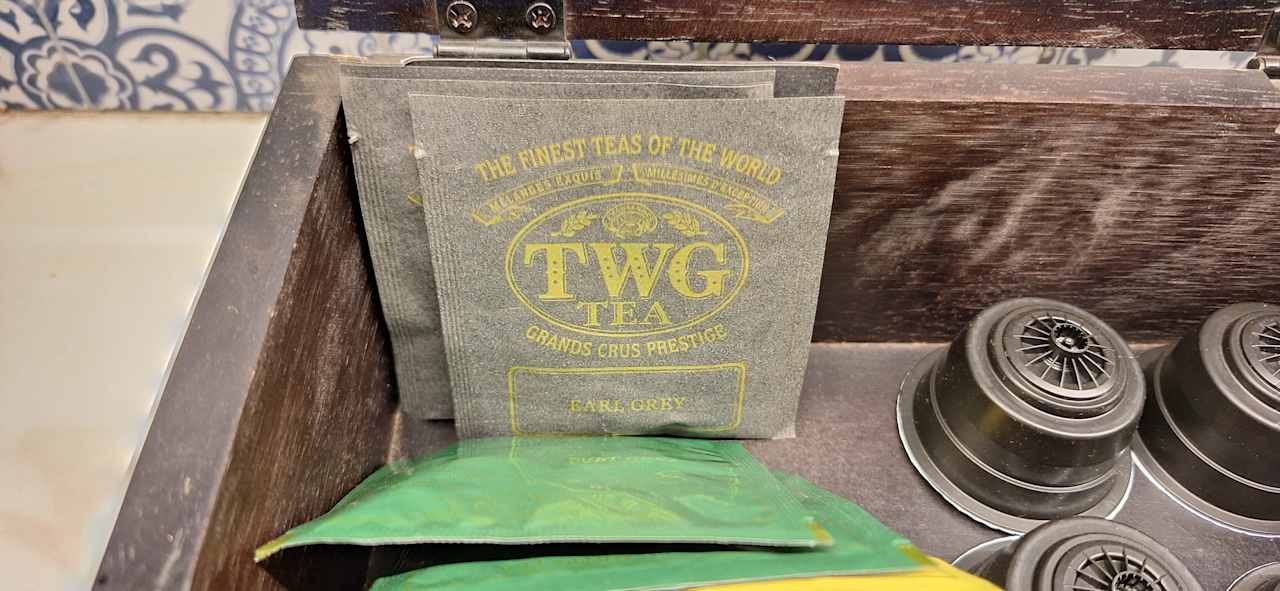 THE FINEST TEAS OF THE WORLD
MÉLANGES EXQUIS MILLÉSIMES D'EXCEPTION
TWG
TEA
GRANDS CRUS PRESTIGE
EARL GREY